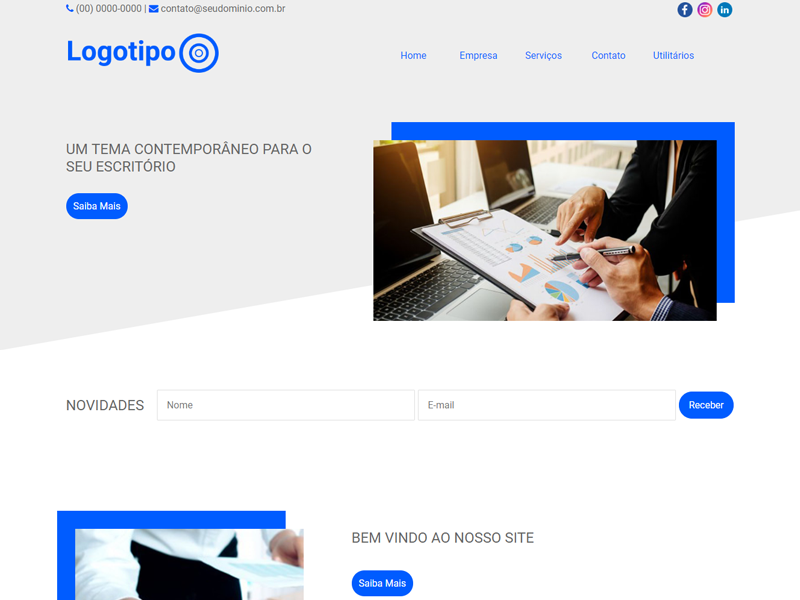 (00) 0000-0000 | contato@seudominio.com.br
Logotipo
Home Empresa Serviços Contato Utilitários
UM TEMA CONTEMPORÂNEO PARA O
SEU ESCRITÓRIO
Saiba Mais
NOVIDADES Nome E-mail Receber
BEM VINDO AO NOSSO SITE
Saiba Mais